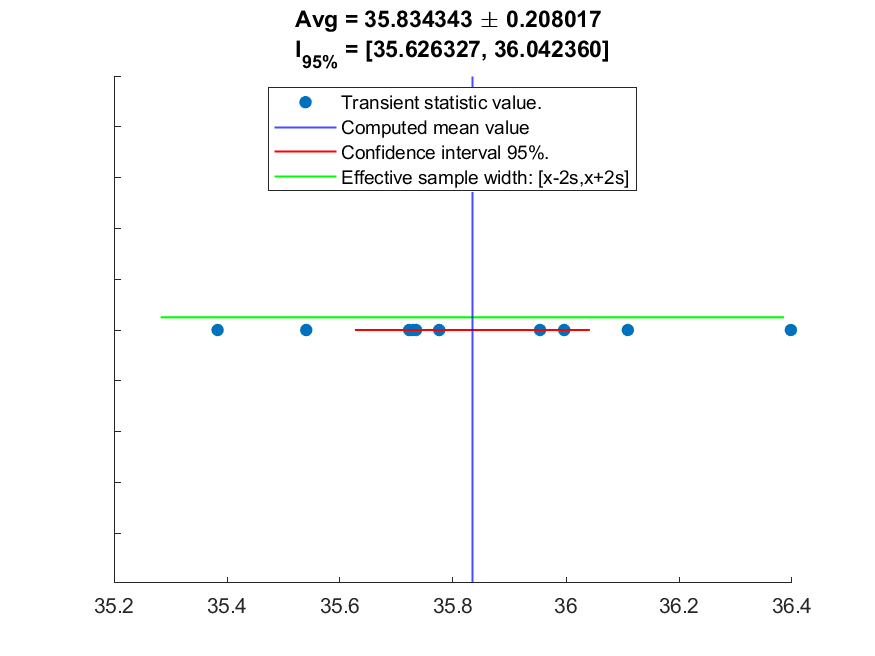 Avg = 35.834343 ± 0.208017
I95% = [35.626327, 36.042360]
Transient statistic value.
Computed mean value
Confidence interval 95%.
Effective sample width: [x-2s,x+2s]
35.2 35.4 35.6 35.8 36 36.2 36.4